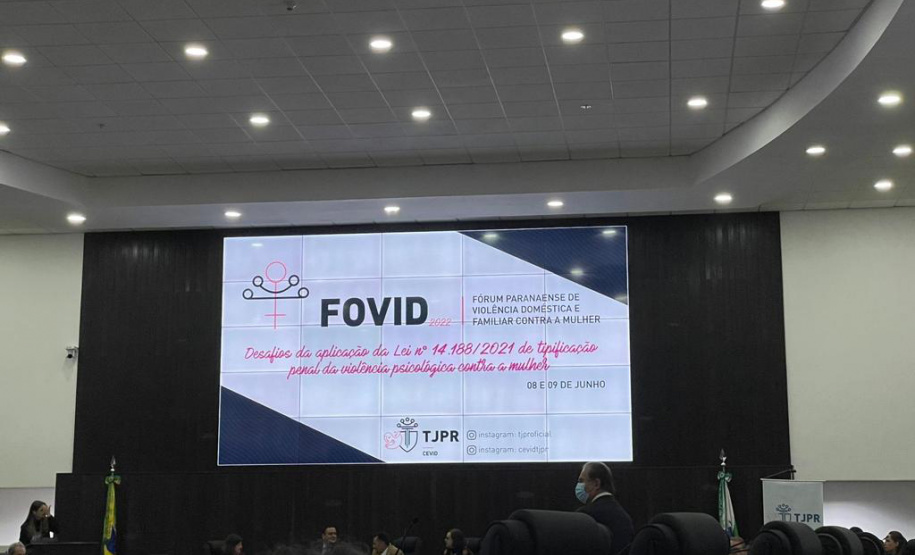 FOVID 2022
FÓRUM PARANAENSE DE
VIOLÊNCIA DOMÉSTICA E
FAMILIAR CONTRA A MULHER
Desafios da aplicação da Lei nº 14.188/2021 de tipificação
penal da violência psicológica contra a mulher
08 E 09 DE JUNHO
TJPR
CEVID
instagram: tjproficial
instagram: cevidtjpr
TJPR